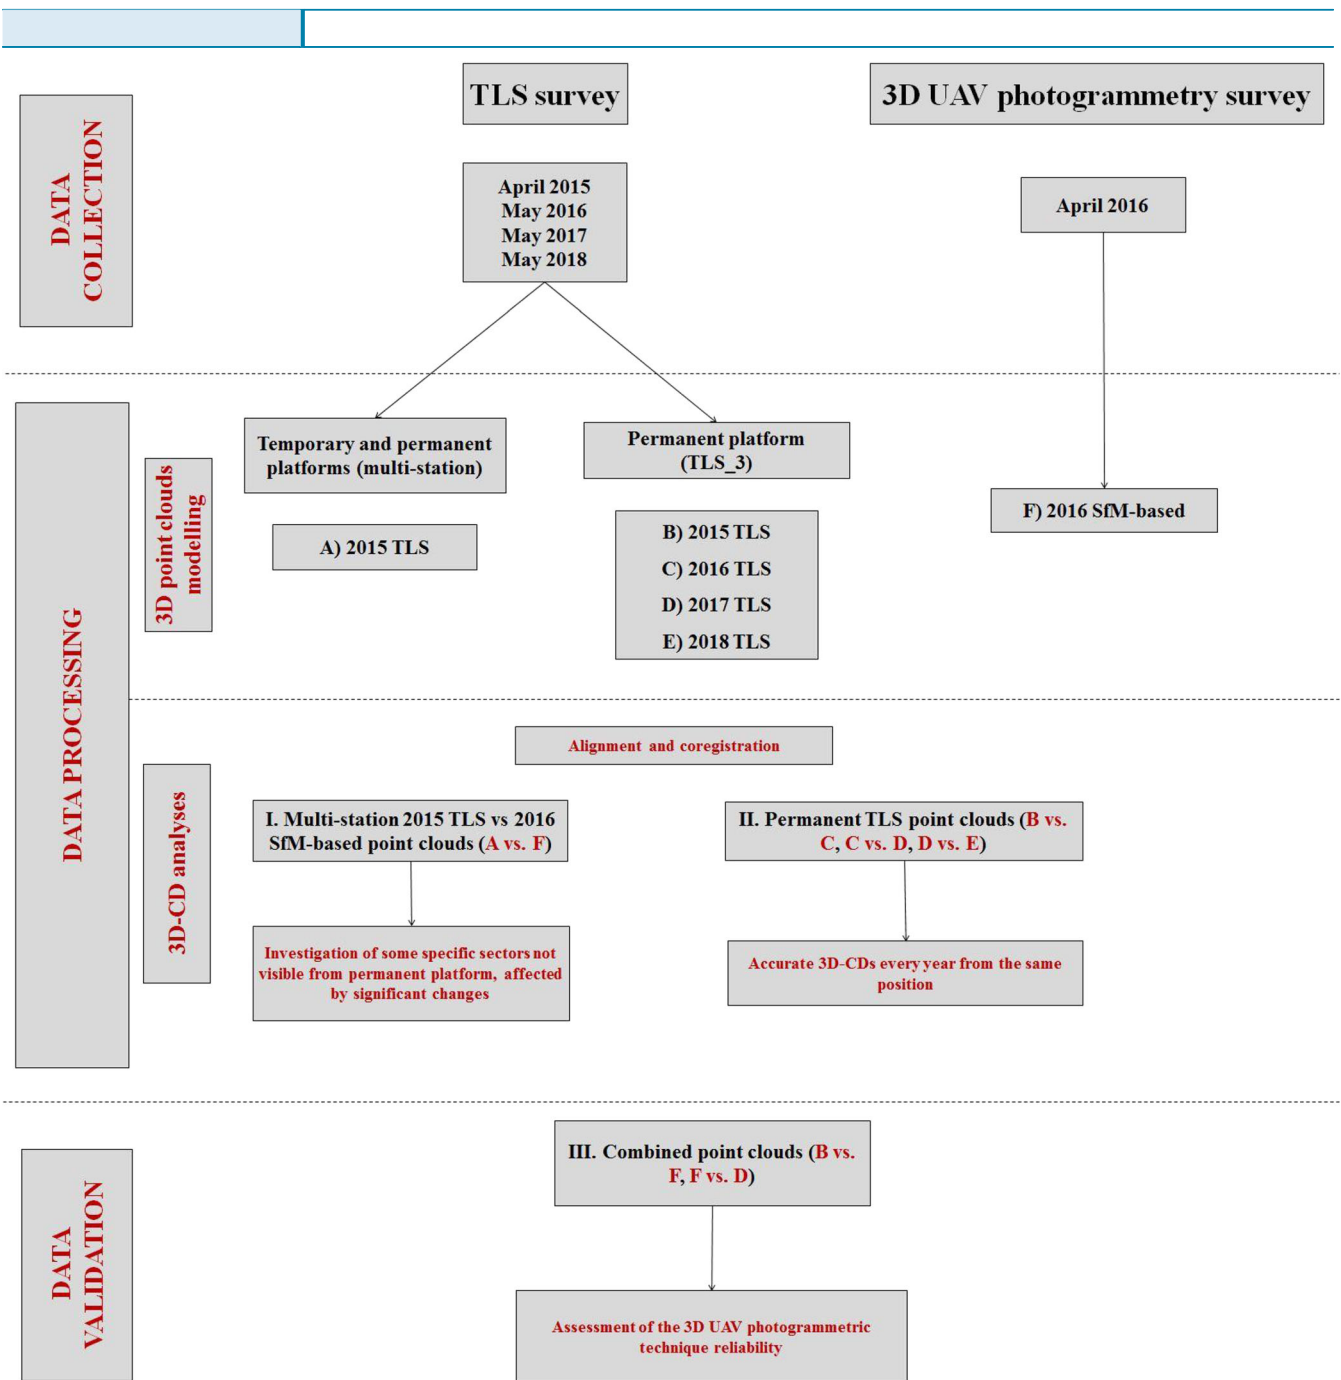 TLS survey
3D UAV photogrammetry survey
DATA
COLLECTION
April 2015
May 2016
May 2017
May 2018
April 2016
DATA PROCESSING
3D point clouds
modelling
Temporary and permanent
platforms (multi-station)
Permanent platform
(TLS_3)
A) 2015 TLS
B) 2015 TLS
C) 2016 TLS
D) 2017 TLS
E) 2018 TLS
F) 2016 SfM-based
Alignment and coregistration
3D-CD analyses
I. Multi-station 2015 TLS vs 2016
SfM-based point clouds (A vs. F)
II. Permanent TLS point clouds (B vs.
C, C vs. D, D vs. E)
Investigation of some specific sectors not
visible from permanent platform, affected
by significant changes
Accurate 3D-CDs every year from the same
position
DATA
VALIDATION
III. Combined point clouds (B vs.
F, F vs. D)
Assessment of the 3D UAV photogrammetric
technique reliability